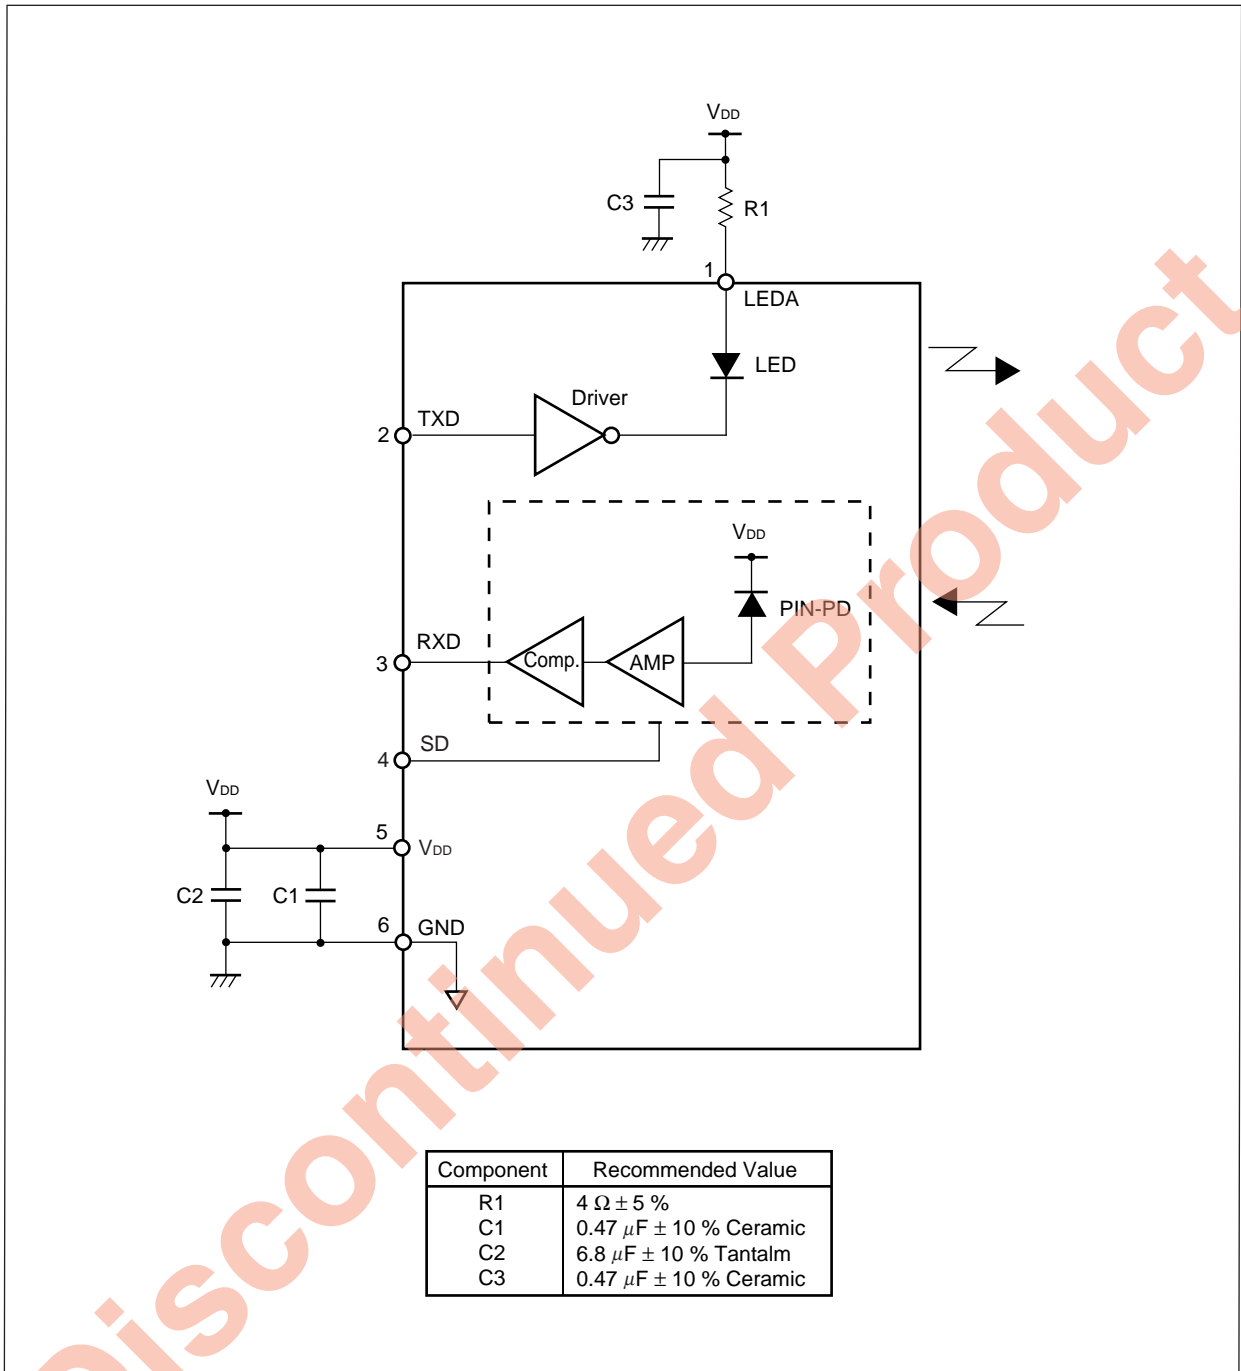 VDD
C3
R1
1
LEDA
LED
Driver
2
TXD
VDD
PIN-PD
RXD
3
Comp.
AMP
SD
4
VDD
5
VDD
C2
C1
6
GND
Component Recommended Value
R1 4 Ω ± 5 %
C1 0.47 μF ± 10 % Ceramic
C2 6.8 μF ± 10 % Tantalm
C3 0.47 μF ± 10 % Ceramic
Discontinued Product